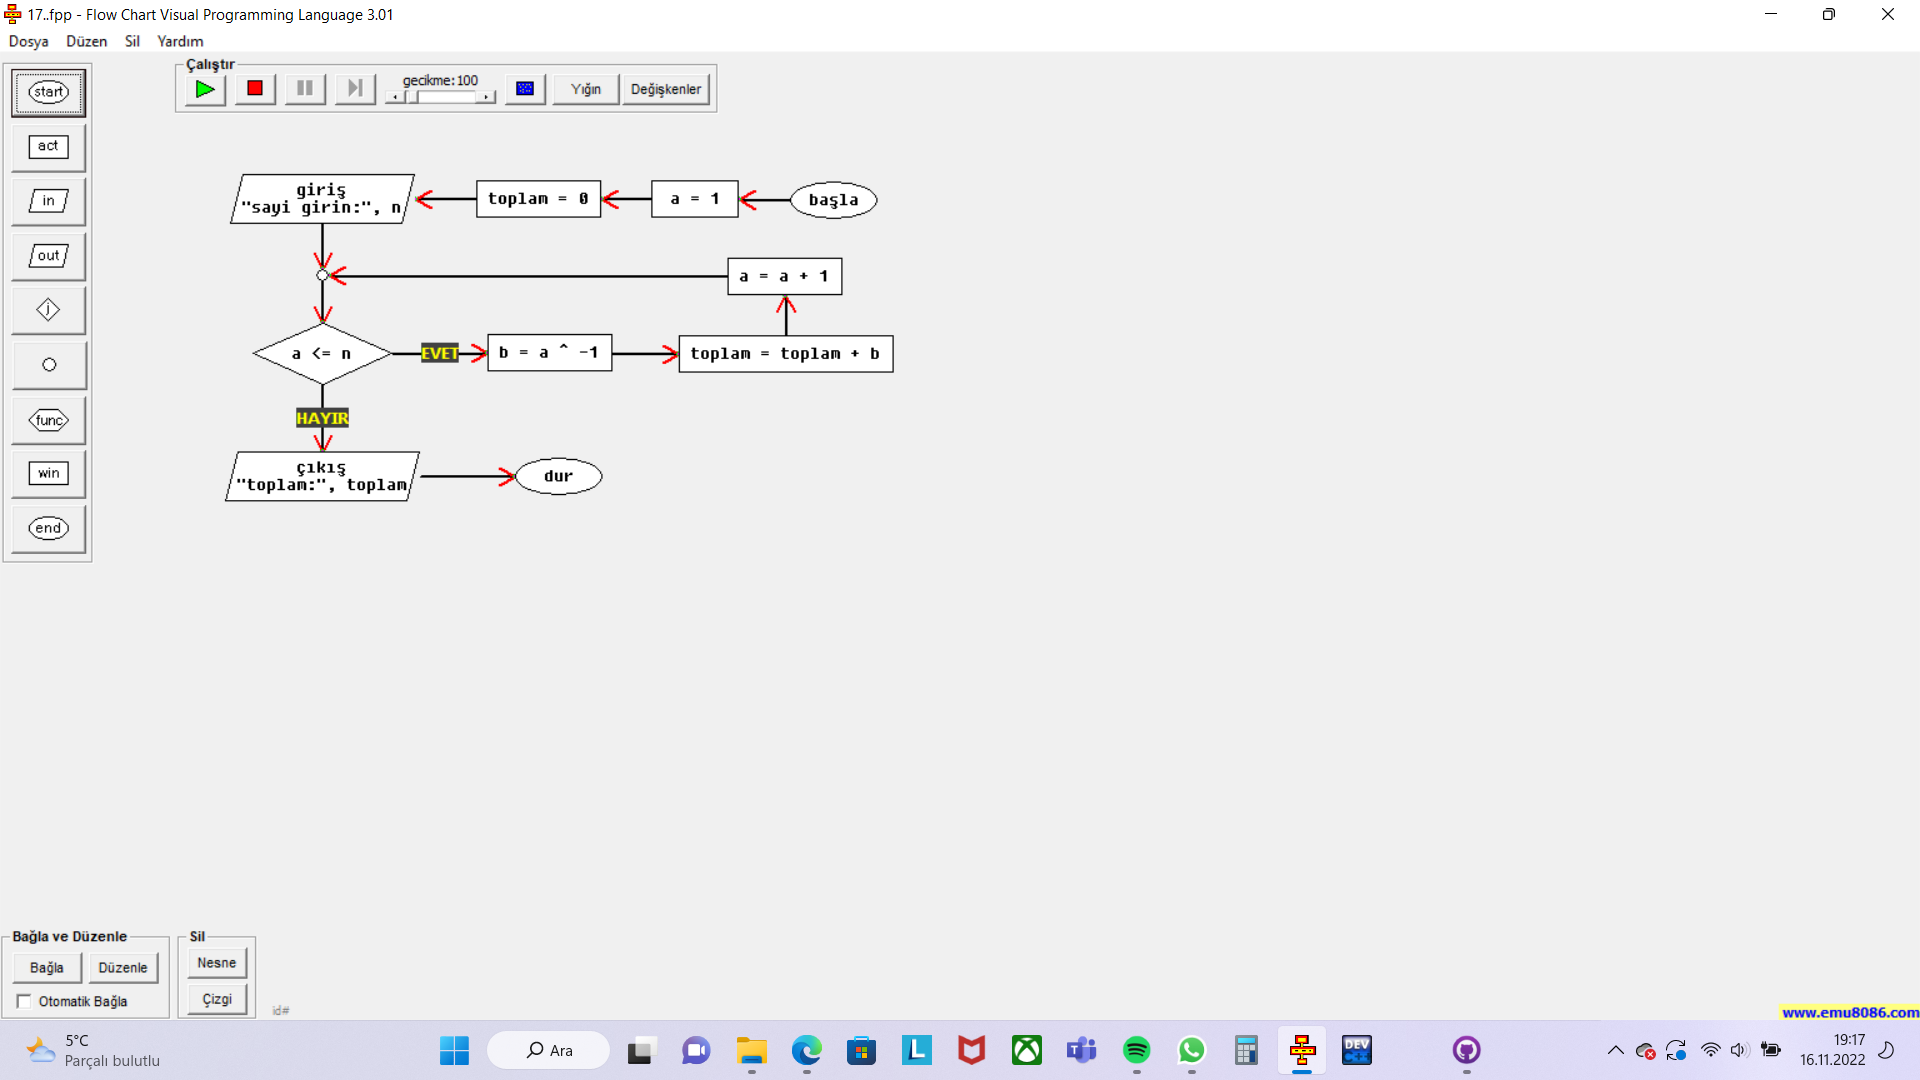 17..fpp - Flow Chart Visual Programming Language 3.01
Dosya Düzen Sil Yardım
Çalıştır
gecikme:100
Yığın
Değişkenler
start
act
in
out
j
func
win
end
giriş
"sayi girin:", n
toplam = 0
a = 1
başla
a = a + 1
a <= n
EVET
b = a ^ -1
toplam = toplam + b
HAYIR
çıkış
"toplam:", toplam
dur
Bağla ve Düzenle
Bağla
Düzenle
Otomatik Bağla
Sil
Nesne
Çizgi
id#
www.emu8086.com
5°C
Parçalı bulutlu
Ara
L
DEV
C++
19:17
16.11.2022